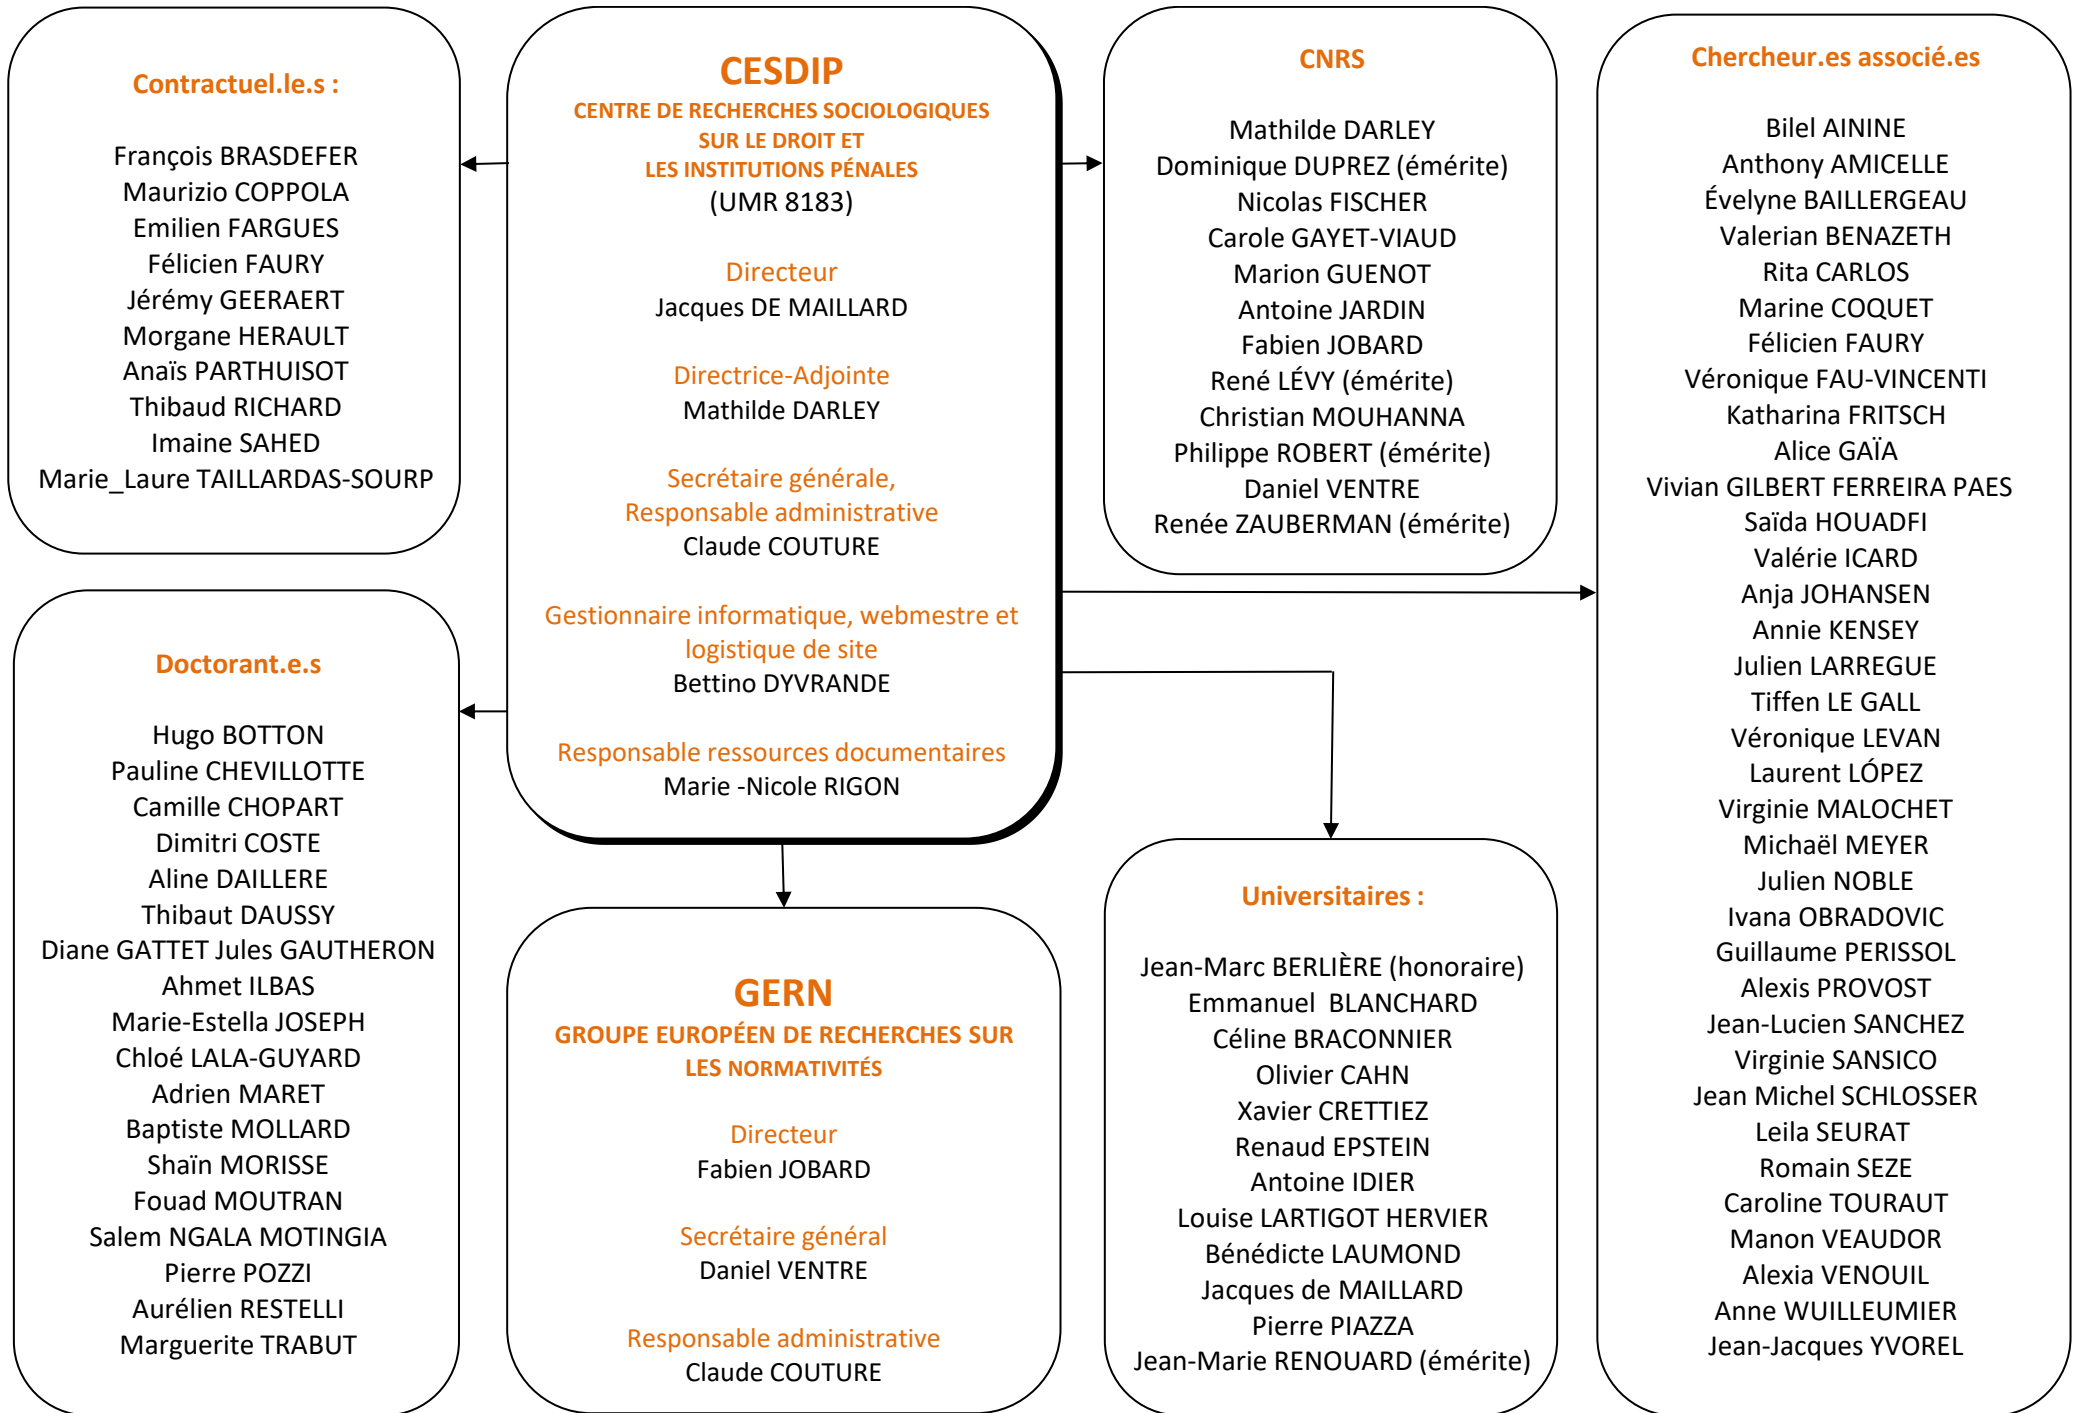 Contractuel.le.s :
François BRASDEFER
Maurizio COPPOLA
Emilien FARGUES
Félicien FAURY
Jérémy GEERAERT
Morgane HERAULT
Anaïs PARTHUISOT
Thibaud RICHARD
Imaine SAHED
Marie_Laure TAILLARDAS-SOURP
Doctorant.e.s
Hugo BOTTON
Pauline CHEVILLOTTE
Camille CHOPART
Dimitri COSTE
Aline DAILLERE
Thibaut DAUSSY
Diane GATTET Jules GAUTHERON
Ahmet ILBAS
Marie-Estella JOSEPH
Chloé LALA-GUYARD
Adrien MARET
Baptiste MOLLARD
Shaïn MORISSE
Fouad MOUTRAN
Salem NGALA MOTINGIA
Pierre POZZI
Aurélien RESTELLI
Marguerite TRABUT
CESDIP
CENTRE DE RECHERCHES SOCIOLOGIQUES
SUR LE DROIT ET
LES INSTITUTIONS PÉNALES
(UMR 8183)
Directeur
Jacques DE MAILLARD
Directrice-Adjointe
Mathilde DARLEY
Secrétaire générale,
Responsable administrative
Claude COUTURE
Gestionnaire informatique, webmestre et
logistique de site
Bettino DYVRANDE
Responsable ressources documentaires
Marie -Nicole RIGON
GERN
GROUPE EUROPÉEN DE RECHERCHES SUR
LES NORMATIVITÉS
Directeur
Fabien JOBARD
Secrétaire général
Daniel VENTRE
Responsable administrative
Claude COUTURE
CNRS
Mathilde DARLEY
Dominique DUPREZ (émérite)
Nicolas FISCHER
Carole GAYET-VIAUD
Marion GUENOT
Antoine JARDIN
Fabien JOBARD
René LÉVY (émérite)
Christian MOUHANNA
Philippe ROBERT (émérite)
Daniel VENTRE
Renée ZAUBERMAN (émérite)
Universitaires :
Jean-Marc BERLIÈRE (honoraire)
Emmanuel  BLANCHARD
Céline BRACONNIER
Olivier CAHN
Xavier CRETTIEZ
Renaud EPSTEIN
Antoine IDIER
Louise LARTIGOT HERVIER
Bénédicte LAUMOND
Jacques de MAILLARD
Pierre PIAZZA
Jean-Marie RENOUARD (émérite)
Chercheur.es associé.es
Bilel AININE
Anthony AMICELLE
Évelyne BAILLERGEAU
Valerian BENAZETH
Rita CARLOS
Marine COQUET
Félicien FAURY
Véronique FAU-VINCENTI
Katharina FRITSCH
Alice GAÏA
Vivian GILBERT FERREIRA PAES
Saïda HOUADFI
Valérie ICARD
Anja JOHANSEN
Annie KENSEY
Julien LARREGUE
Tiffen LE GALL
Véronique LEVAN
Laurent LÓPEZ
Virginie MALOCHET
Michaël MEYER
Julien NOBLE
Ivana OBRADOVIC
Guillaume PERISSOL
Alexis PROVOST
Jean-Lucien SANCHEZ
Virginie SANSICO
Jean Michel SCHLOSSER
Leila SEURAT
Romain SEZE
Caroline TOURAUT
Manon VEAUDOR
Alexia VENOUIL
Anne WUILLEUMIER
Jean-Jacques YVOREL